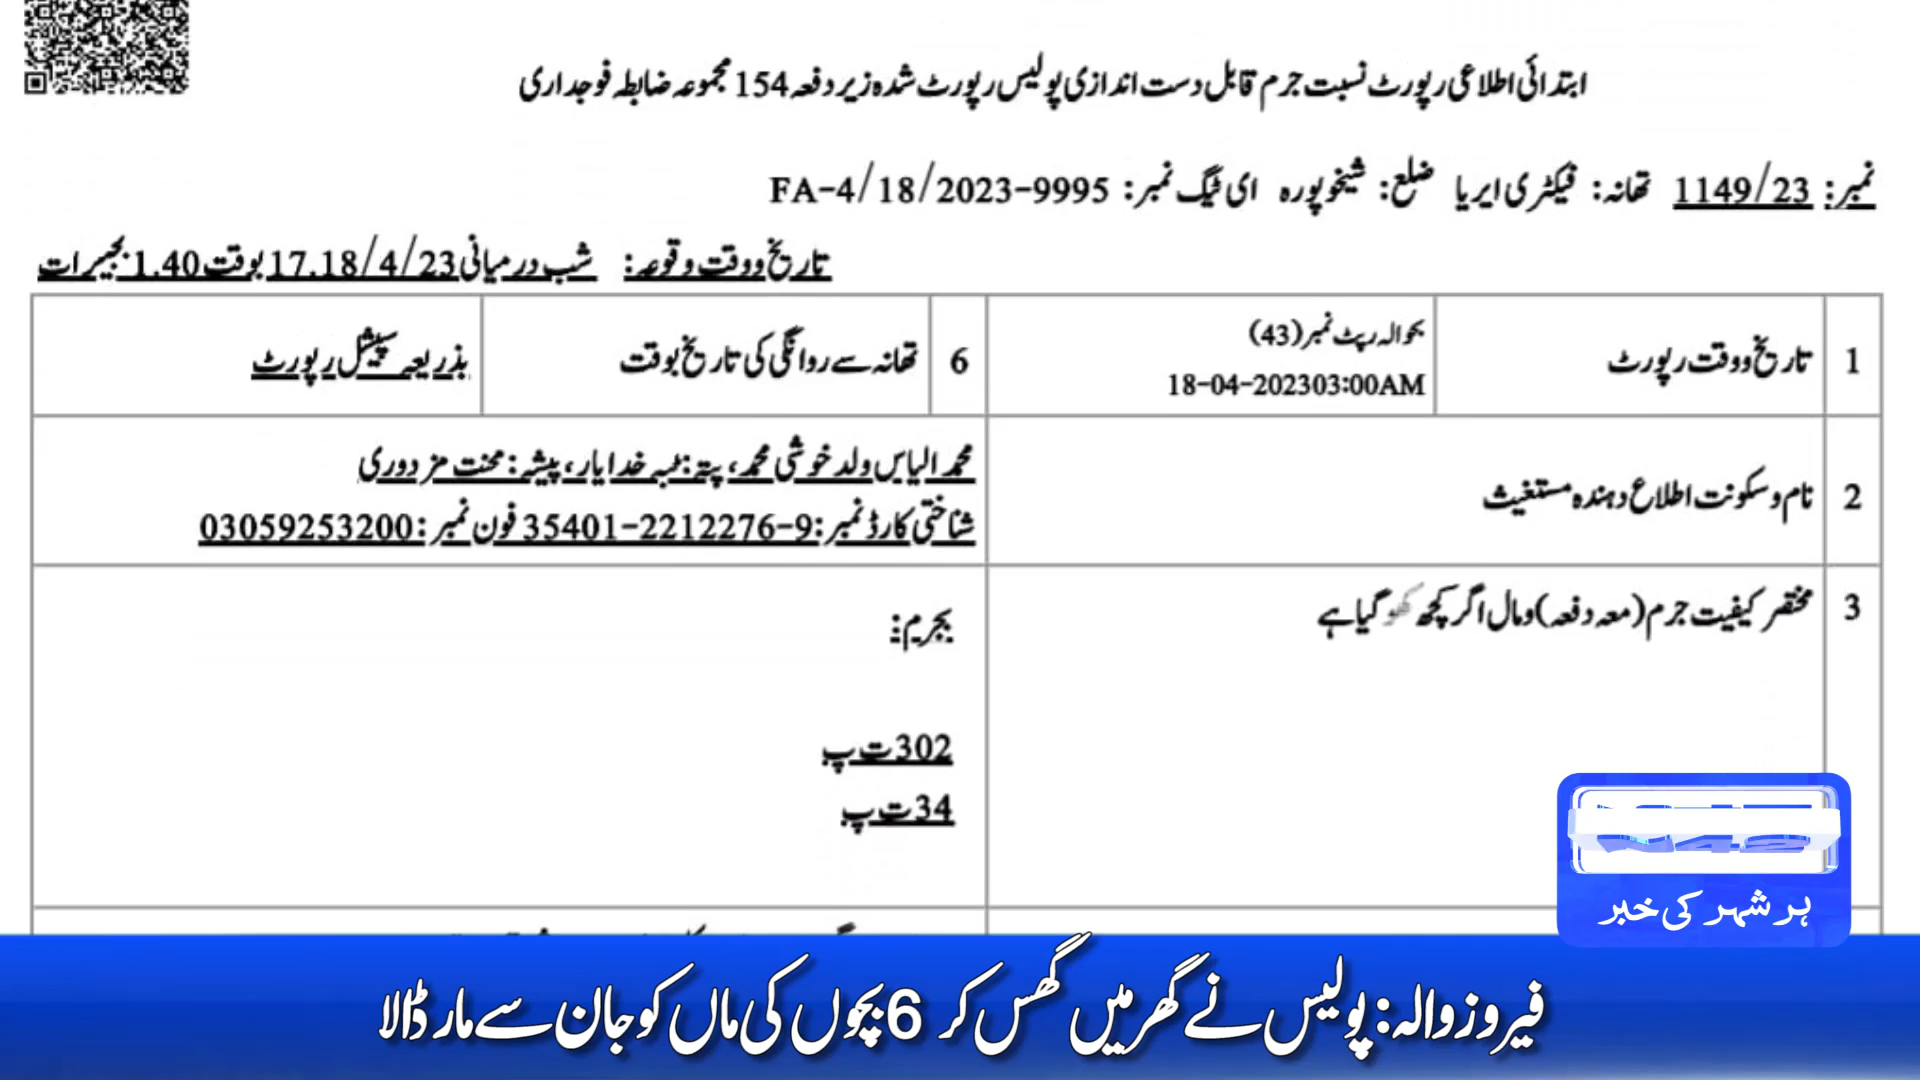 ابتدائی اطلاعی رپورٹ نسبت جرم قابل دست اندازی پولیس رپورٹ شدہ زیر دفعہ 154 مجموعہ ضابطہ فوجداری
نمبر: 1149/23 تھانہ: فیکٹری ایریا ضلع: شیخوپورہ ای ٹیگ نمبر: FA-4/18/2023-9995
تاریخ ووقت وقوعہ: شب درمیانی 17.18/4/23 بوقت 1.40 بجے رات
1 تاریخ ووقت رپورٹ بحوالہ رپٹ نمبر (43) 6 تھانہ سے روانگی کی تاریخ بوقت بذریعہ سپیشل رپورٹ
18-04-202303:00AM
2 نام و سکونت اطلاع دہندہ مستغیث محمد الیاس ولد خوشی محمد، پتہ: ٹبہ خدایار، پیشہ: محنت مزدوری
شناختی کارڈ نمبر: 35401-2212276-9 فون نمبر: 03059253200
3 مختصر کیفیت جرم (معہ دفعہ) ومال اگر کچھ کھو گیا ہے بجرم:
302 ت پ
34 ت پ
ہر شہر کی خبر
فیروزوالہ: پولیس نے گھر میں گھس کر 6 بچوں کی ماں کو جان سے مار ڈالا